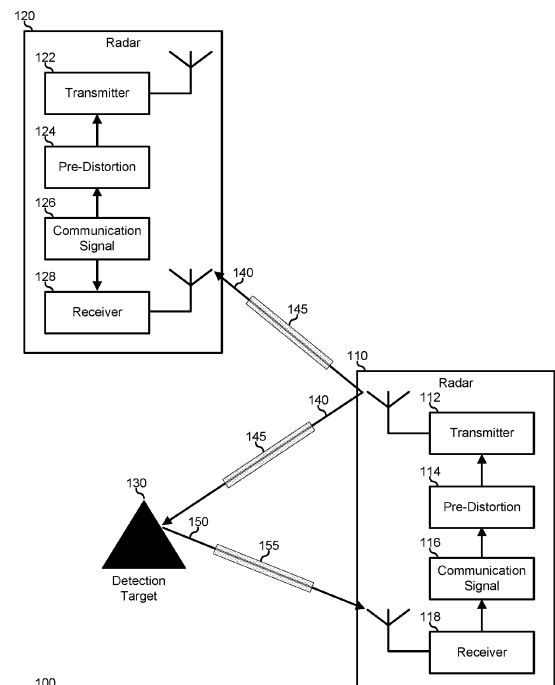 120
Radar
122
Transmitter
124
Pre-Distortion
126
Communication
Signal
128
Receiver
140
145
110
Radar
112
Transmitter
140
145
114
Pre-Distortion
130
150
155
116
Communication
Signal
Detection
Target
118
Receiver
100